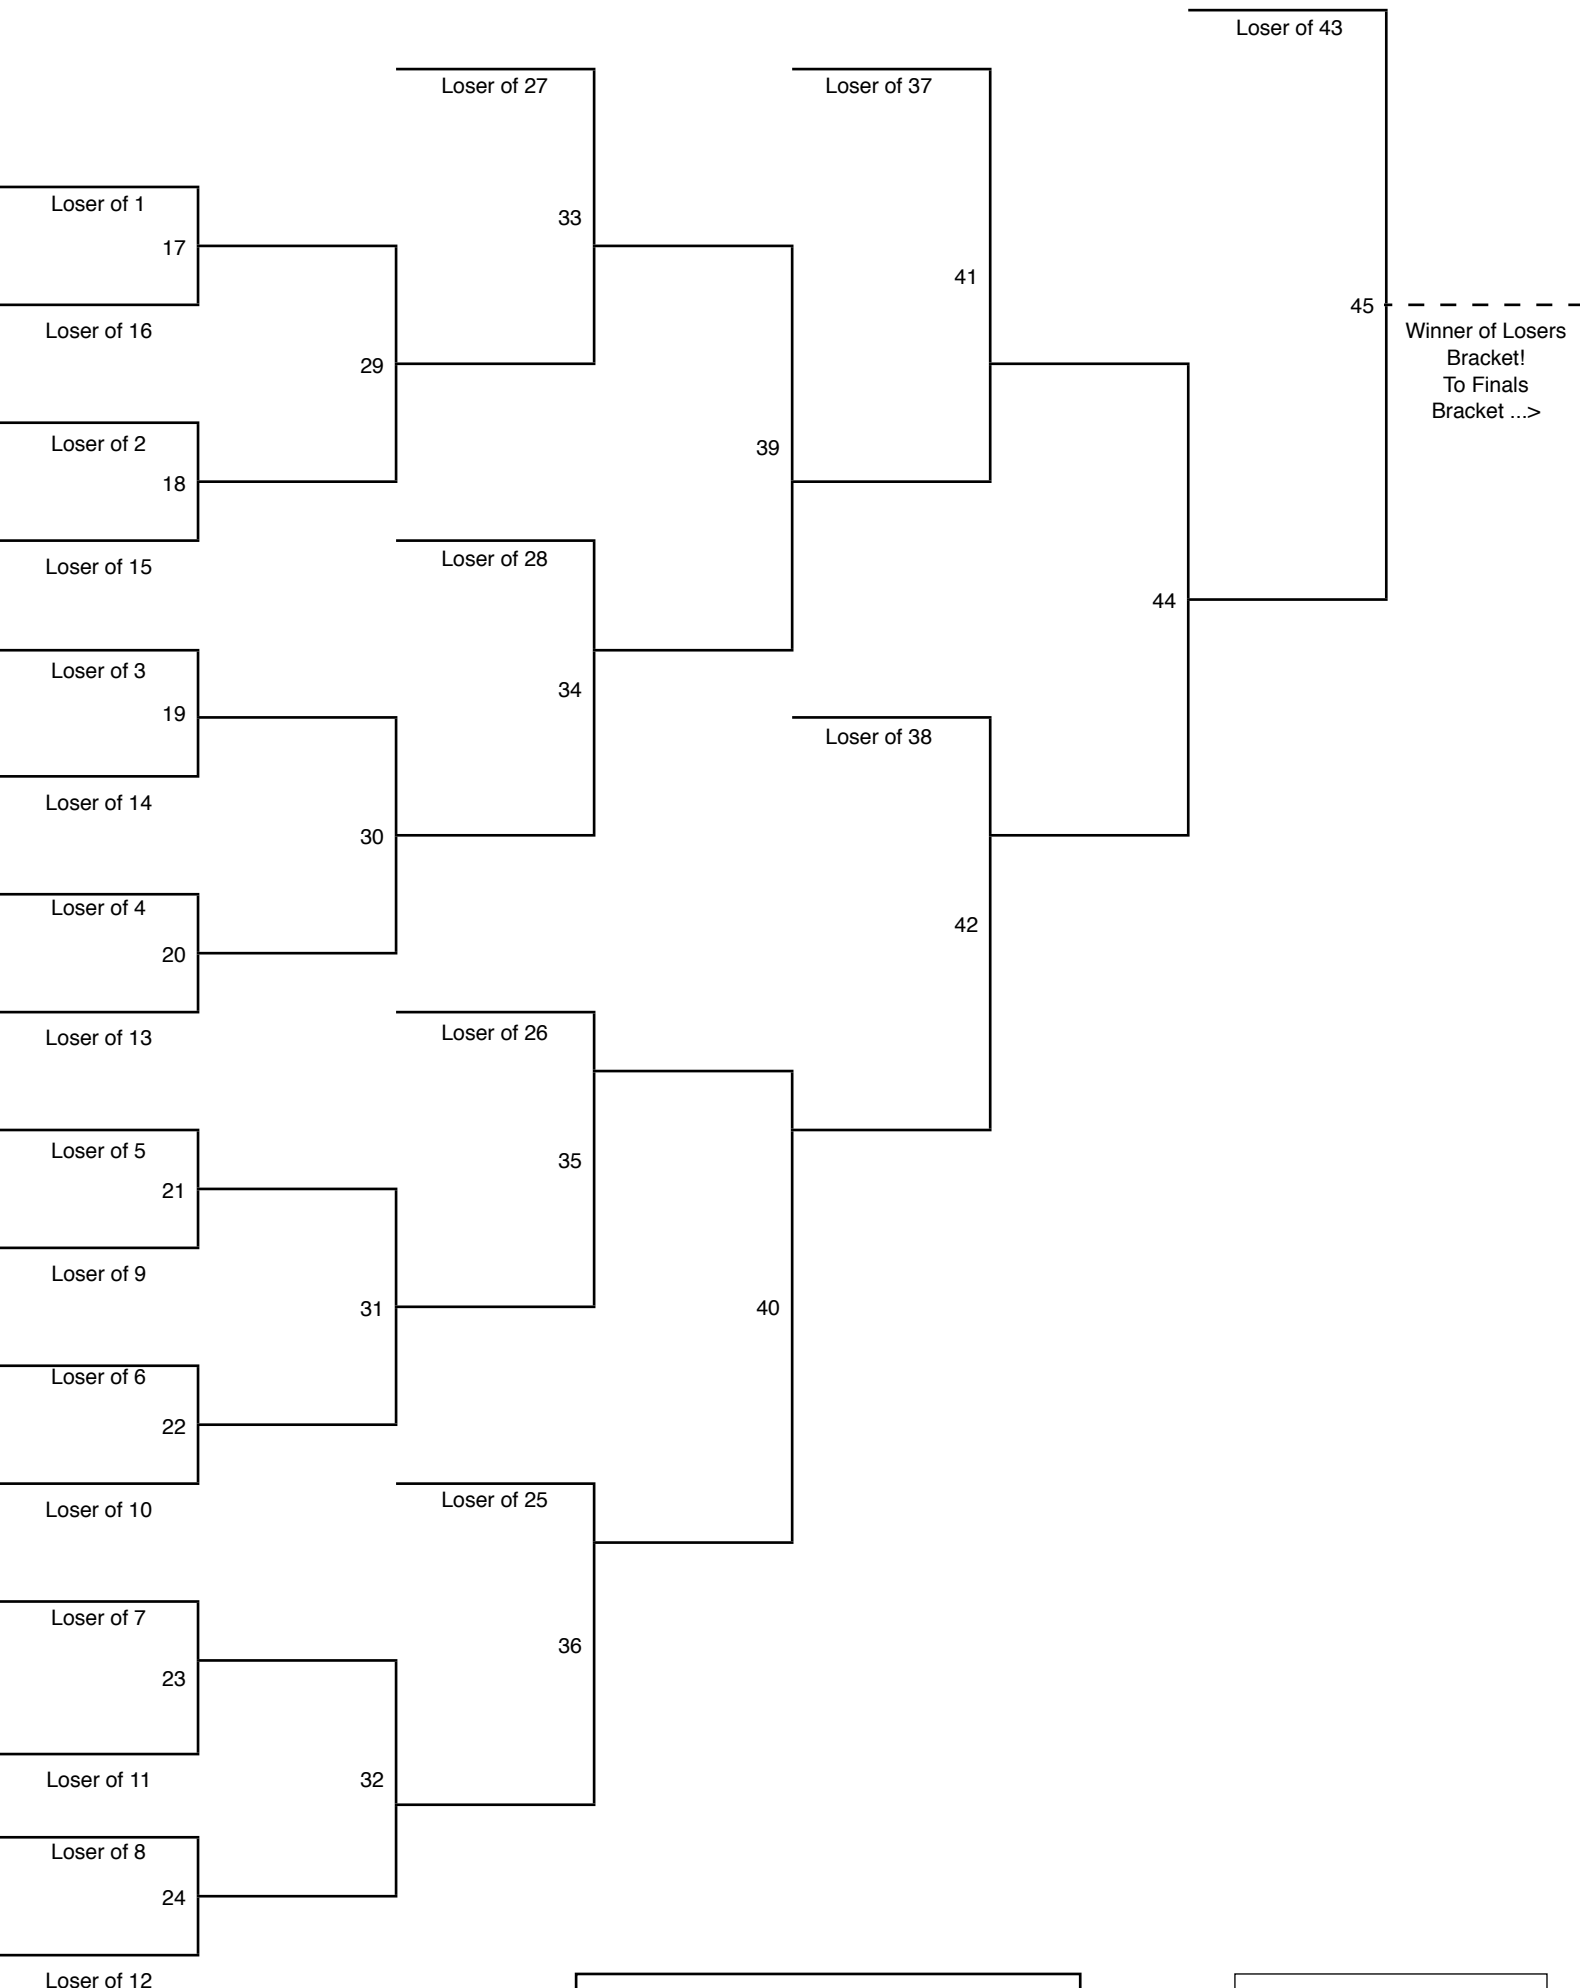 Loser of 43
Loser of 27
Loser of 37
Loser of 1
33
17
41
45
Loser of 16
Winner of Losers
Bracket!
To Finals
Bracket ...>
29
Loser of 2
39
18
Loser of 28
Loser of 15
44
Loser of 3
34
19
Loser of 38
Loser of 14
30
Loser of 4
42
20
Loser of 26
Loser of 13
Loser of 5
35
21
Loser of 9
31
40
Loser of 6
22
Loser of 25
Loser of 10
Loser of 7
36
23
Loser of 11
32
Loser of 8
24
Loser of 12